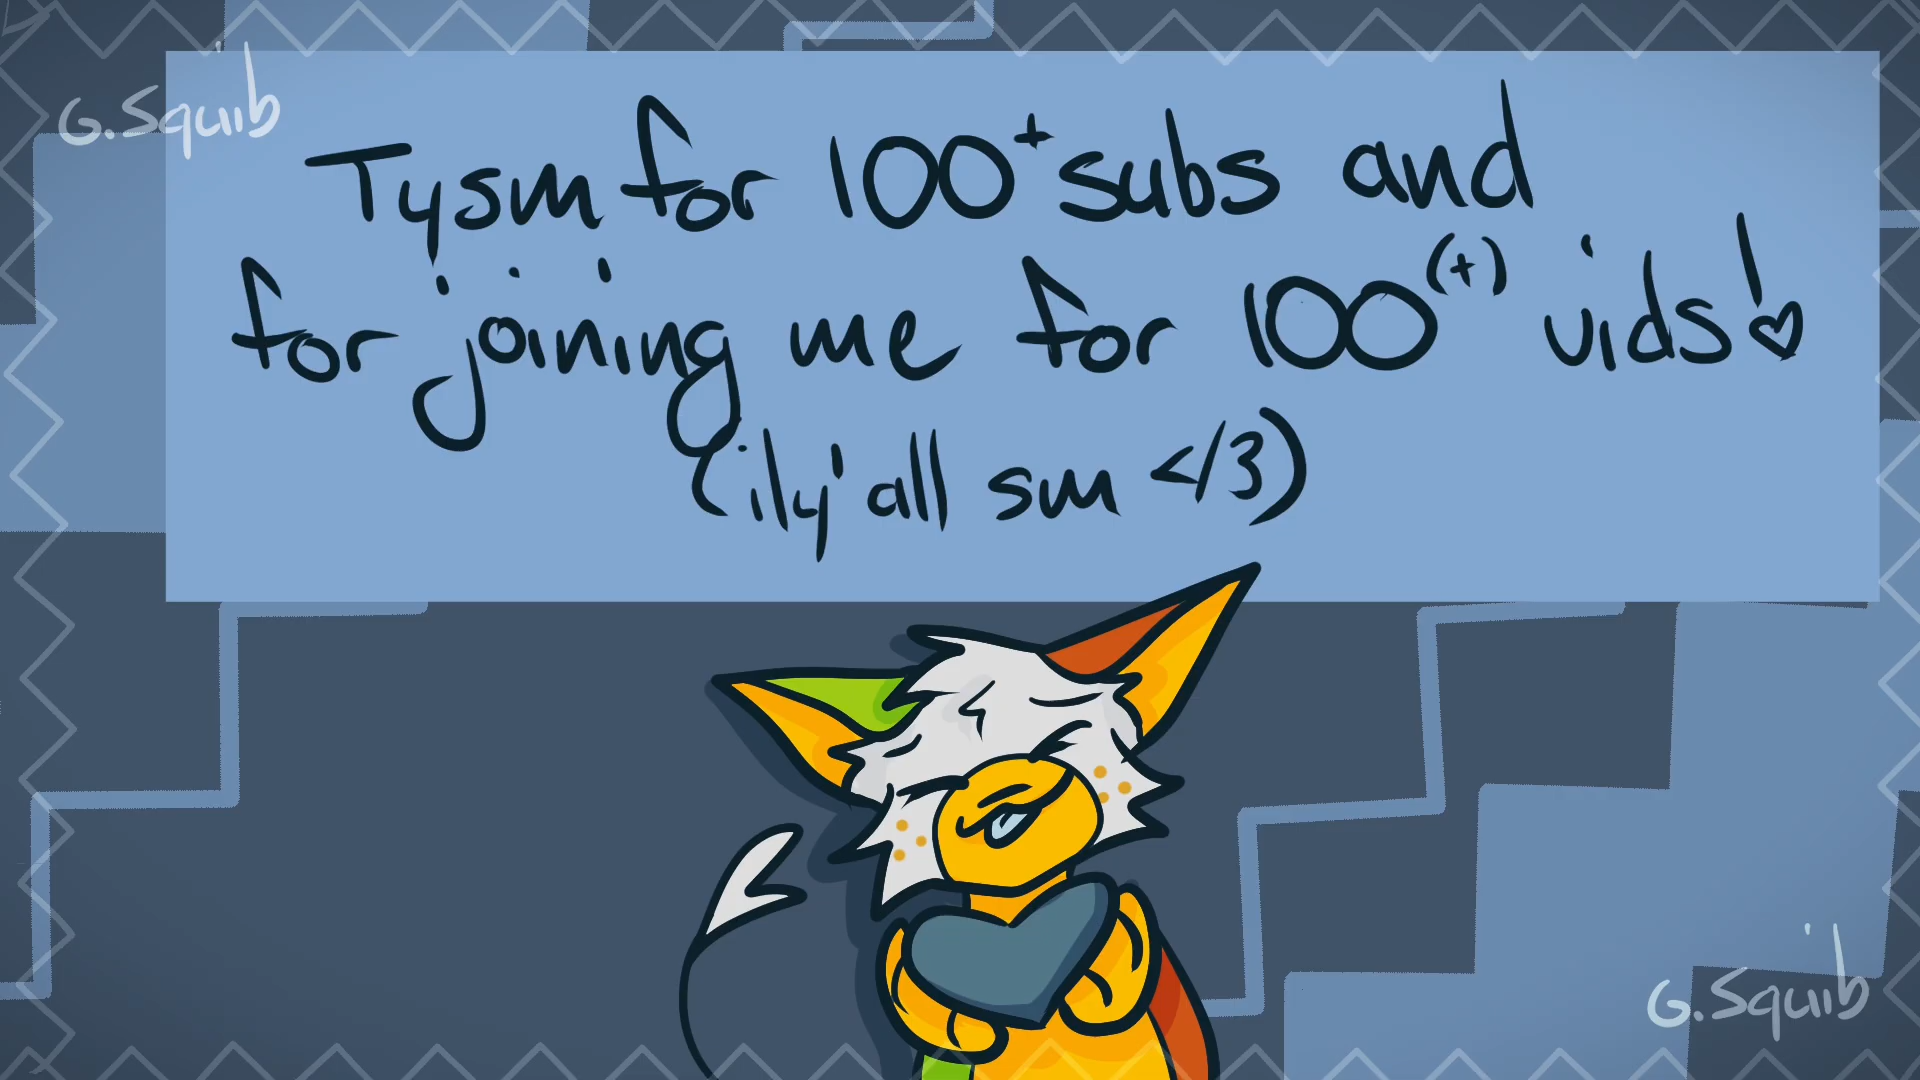 G.Squib
Tysm for 100+ subs and
for joining me for 100(+) vids!♡
(ily'all sm </3)
G.Squib